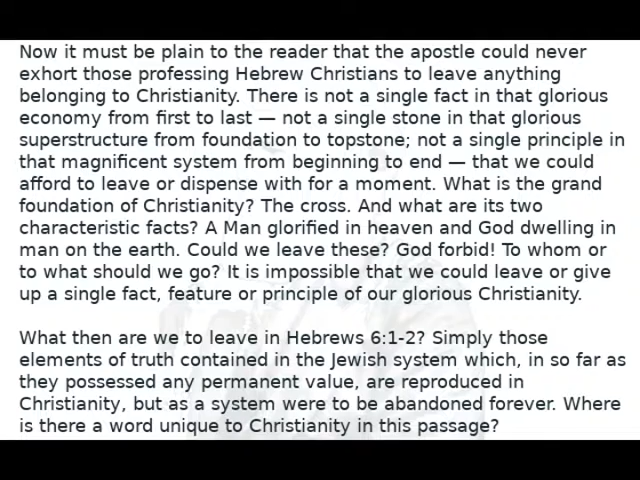 Now it must be plain to the reader that the apostle could never
exhort those professing Hebrew Christians to leave anything
belonging to Christianity. There is not a single fact in that glorious
economy from first to last — not a single stone in that glorious
superstructure from foundation to topstone; not a single principle in
that magnificent system from beginning to end — that we could
afford to leave or dispense with for a moment. What is the grand
foundation of Christianity? The cross. And what are its two
characteristic facts? A Man glorified in heaven and God dwelling in
man on the earth. Could we leave these? God forbid! To whom or
to what should we go? It is impossible that we could leave or give
up a single fact, feature or principle of our glorious Christianity.
What then are we to leave in Hebrews 6:1-2? Simply those
elements of truth contained in the Jewish system which, in so far as
they possessed any permanent value, are reproduced in
Christianity, but as a system were to be abandoned forever. Where
is there a word unique to Christianity in this passage?